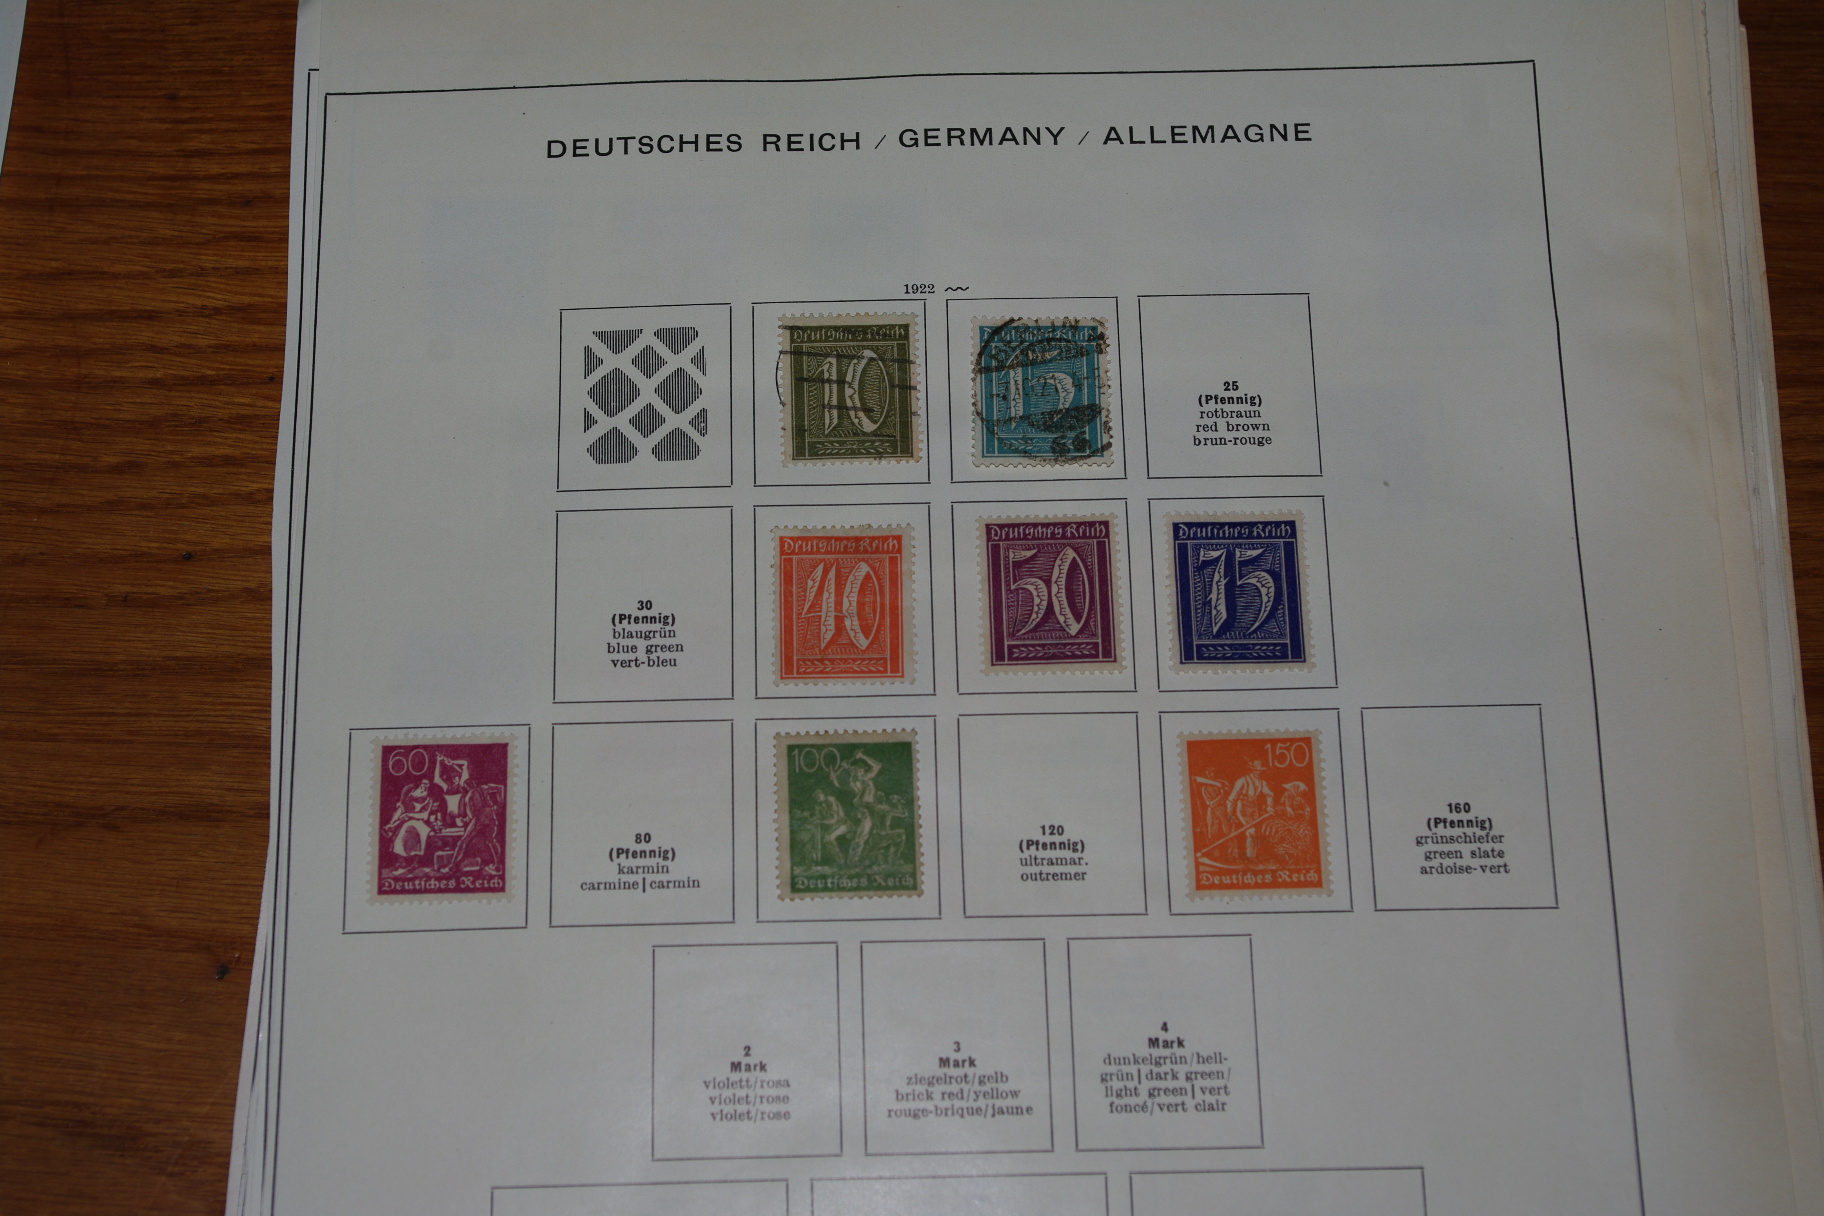 DEUTSCHES REICH / GERMANY / ALLEMAGNE
1922
Deutsches Reich
10
Deutsches Reich
15
25
(Pfennig)
rotbraun
red brown
brun-rouge
30
(Pfennig)
blaugrün
blue green
vert-bleu
Deutsches Reich
40
Deutsches Reich
50
Deutsches Reich
75
60
Deutsches Reich
80
(Pfennig)
karmin
carmine|carmin
100
Deutsches Reich
120
(Pfennig)
ultramar.
outremer
150
Deutsches Reich
160
(Pfennig)
grünschiefer
green slate
ardoise-vert
2
Mark
violett/rosa
violet/rose
violet/rose
3
Mark
ziegelrot/gelb
brick red/yellow
rouge-brique/jaune
4
Mark
dunkelgrün/hell-
grün|dark green/
light green|vert
foncé/vert clair